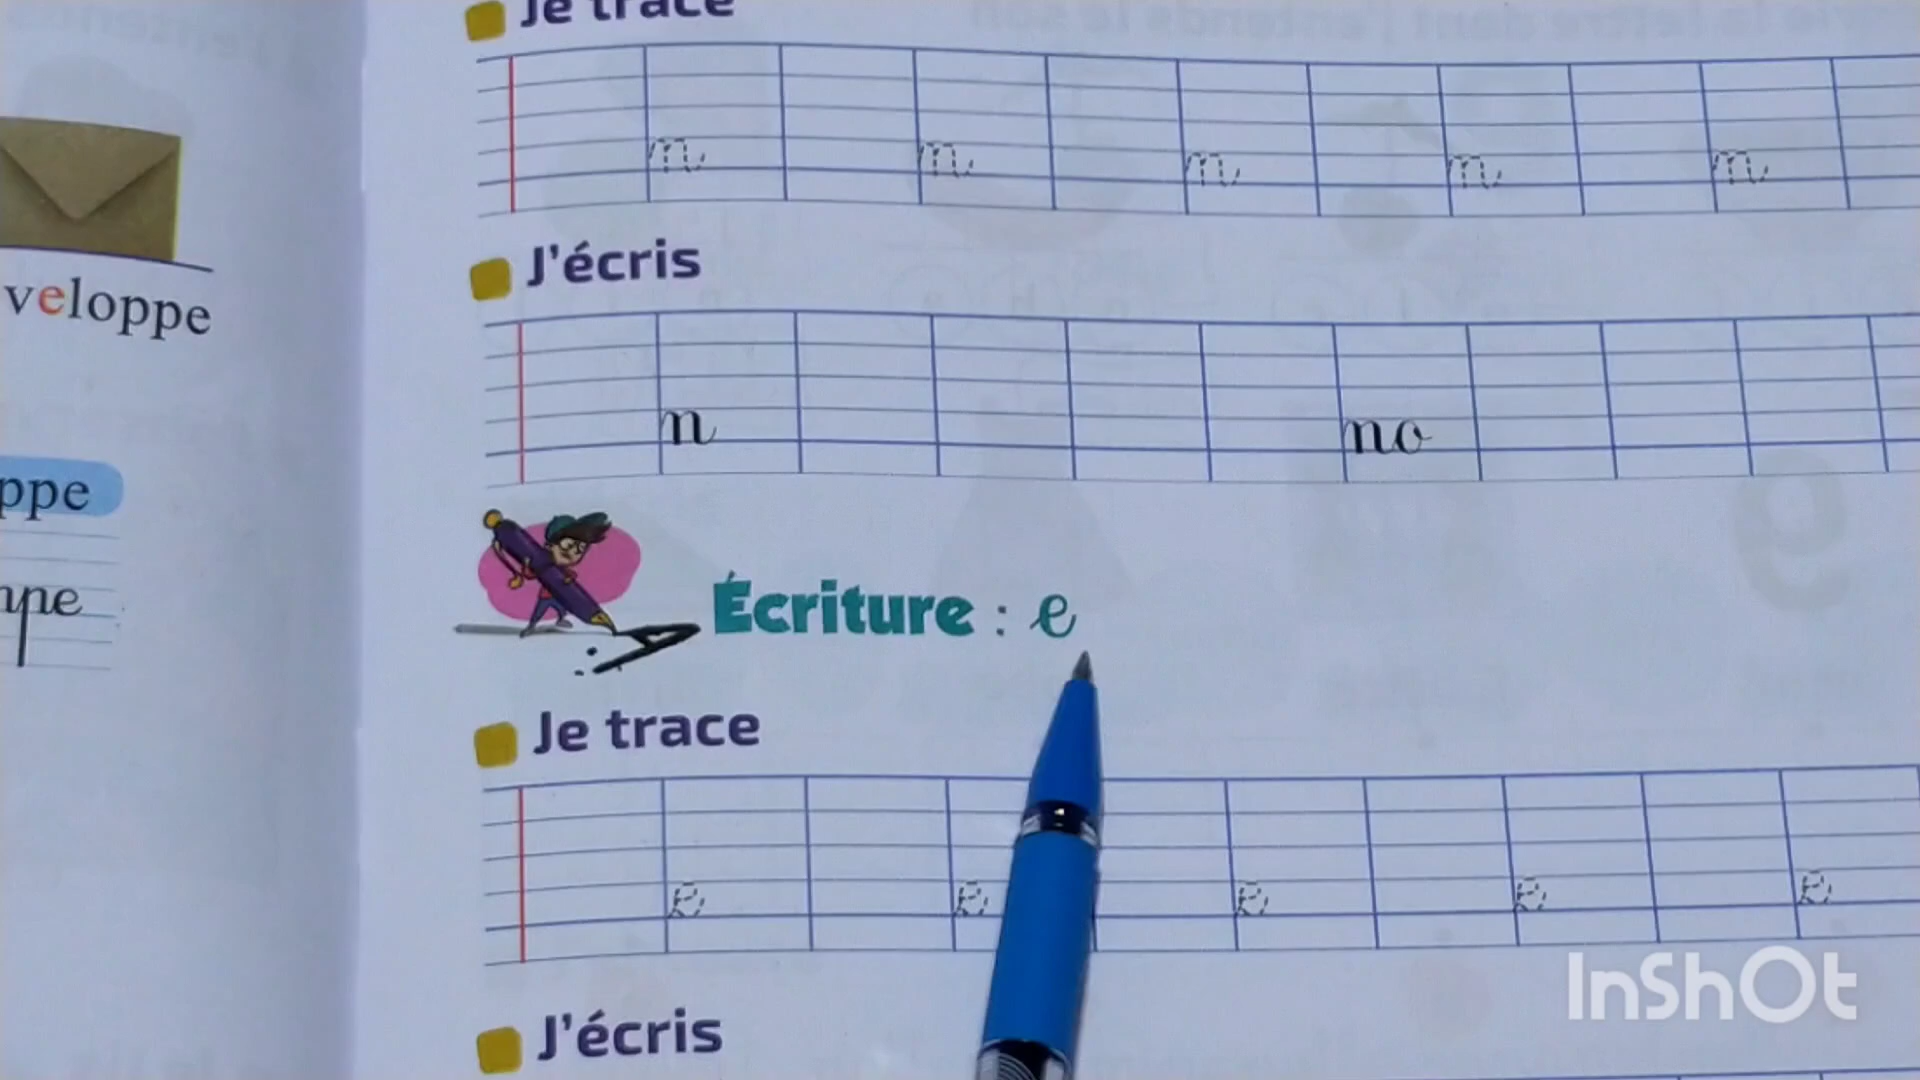 veloppe
ppe
Je trace
n n n n n
J'écris
n no
Écriture : e
Je trace
e e e e e
J'écris
InShOt